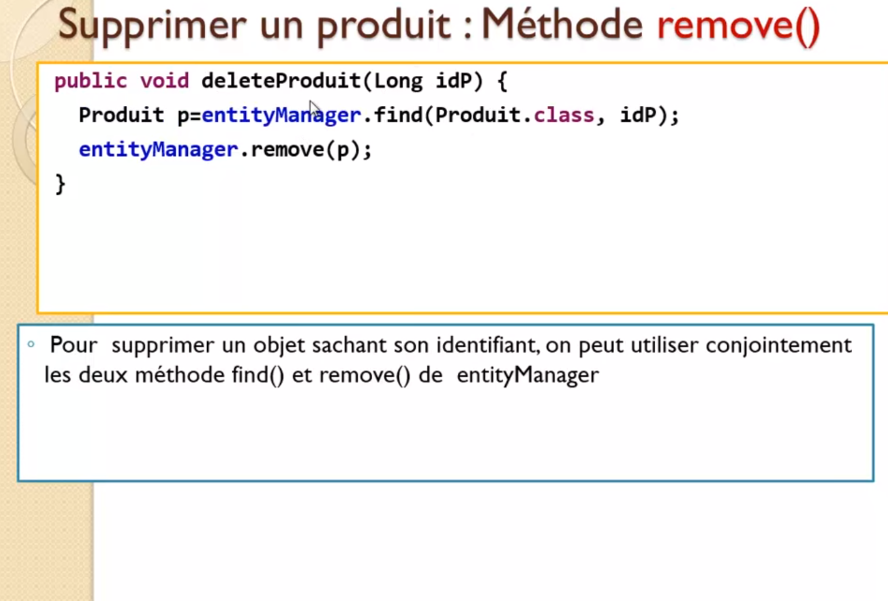 Supprimer un produit : Méthode remove()
public void deleteProduit(Long idP) {
Produit p=entityManager.find(Produit.class, idP);
entityManager.remove(p);
}
◦ Pour supprimer un objet sachant son identifiant, on peut utiliser conjointement
les deux méthode find() et remove() de entityManager